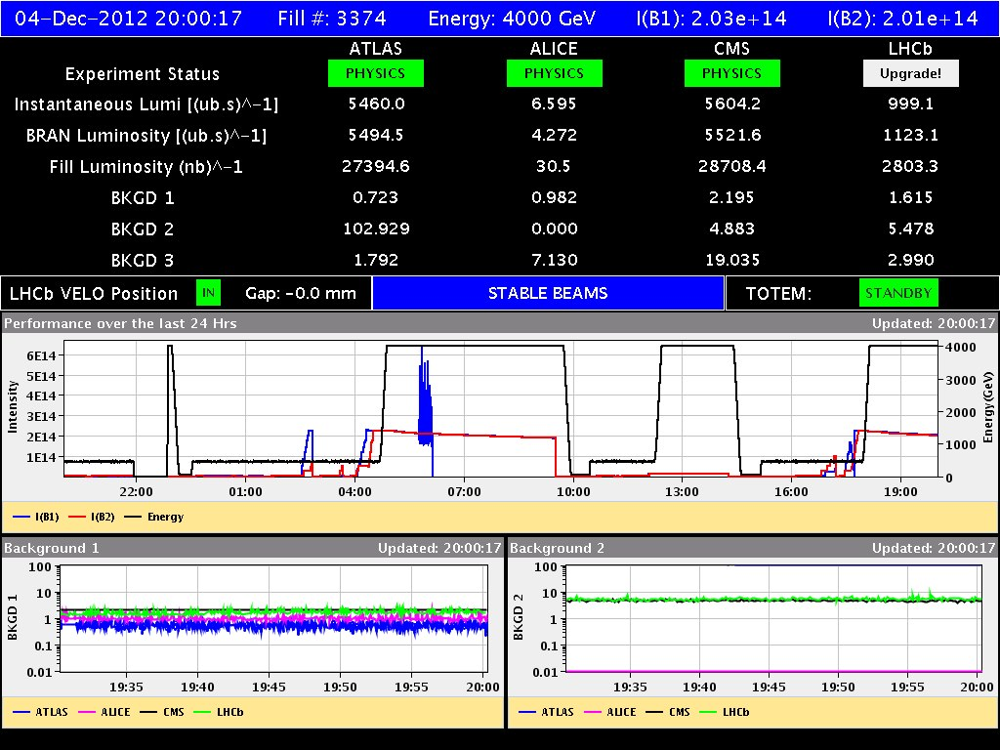 04-Dec-2012 20:00:17 Fill #: 3374 Energy: 4000 GeV I(B1): 2.03e+14 I(B2): 2.01e+14
ATLAS ALICE CMS LHCb
Experiment Status PHYSICS PHYSICS PHYSICS Upgrade!
Instantaneous Lumi [(ub.s)^-1] 5460.0 6.595 5604.2 999.1
BRAN Luminosity [(ub.s)^-1] 5494.5 4.272 5521.6 1123.1
Fill Luminosity (nb)^-1 27394.6 30.5 28708.4 2803.3
BKGD 1 0.723 0.982 2.195 1.615
BKGD 2 102.929 0.000 4.883 5.478
BKGD 3 1.792 7.130 19.035 2.990
LHCb VELO Position IN Gap: -0.0 mm STABLE BEAMS TOTEM: STANDBY
Performance over the last 24 Hrs Updated: 20:00:17
Intensity
6E14
5E14
4E14
3E14
2E14
1E14
4000
3000
2000
1000
0
Energy(GeV)
22:00 01:00 04:00 07:00 10:00 13:00 16:00 19:00
I(B1) I(B2) Energy
Background 1 Updated: 20:00:17
BKGD 1
100
10
1
0.1
0.01
19:35 19:40 19:45 19:50 19:55 20:00
ATLAS ALICE CMS LHCb
Background 2 Updated: 20:00:17
BKGD 2
100
10
1
0.1
0.01
19:35 19:40 19:45 19:50 19:55 20:00
ATLAS ALICE CMS LHCb